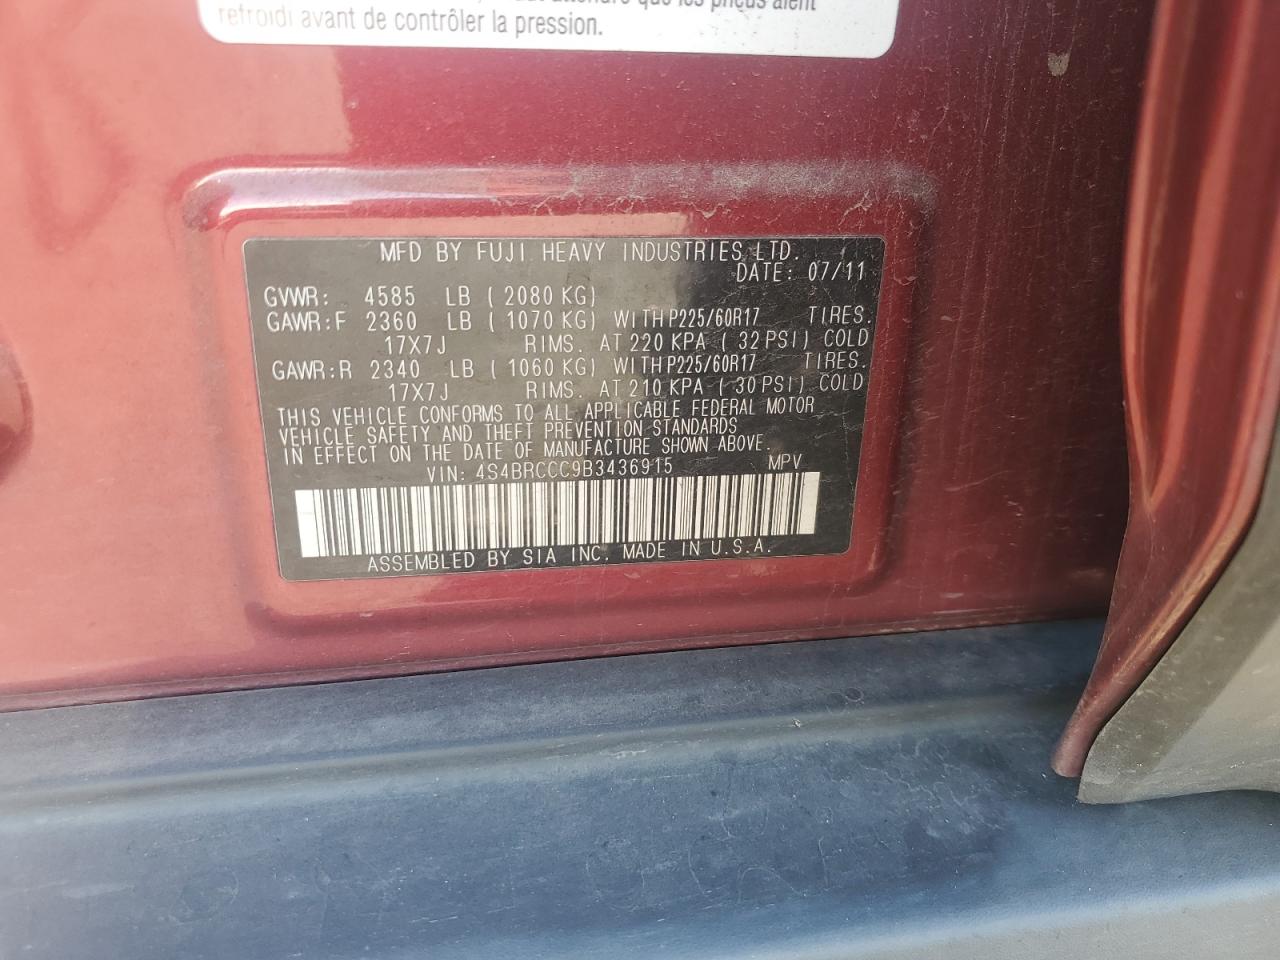 que les pneus aient
refroidi avant de contrôler la pression.
MFD BY FUJI HEAVY INDUSTRIES LTD.
DATE: 07/11
GVWR: 4585 LB ( 2080 KG)
GAWR:F 2360 LB ( 1070 KG) WITH P225/60R17 TIRES.
17X7J RIMS. AT 220 KPA ( 32 PSI) COLD
GAWR:R 2340 LB ( 1060 KG) WITH P225/60R17 TIRES.
17X7J RIMS. AT 210 KPA ( 30 PSI) COLD
THIS VEHICLE CONFORMS TO ALL APPLICABLE FEDERAL MOTOR
VEHICLE SAFETY AND THEFT PREVENTION STANDARDS
IN EFFECT ON THE DATE OF MANUFACTURE SHOWN ABOVE.
VIN: 4S4BRCCC9B3436915 MPV
ASSEMBLED BY SIA INC. MADE IN U.S.A.